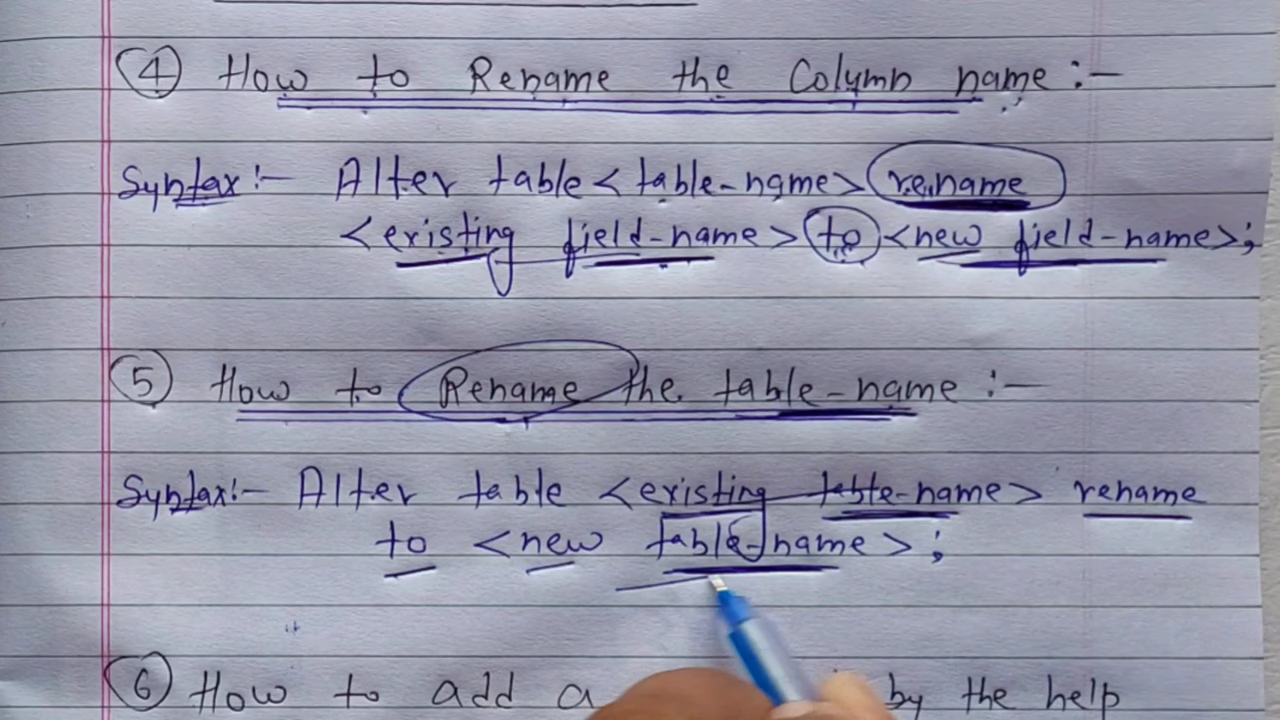 ④ How to Rename the Column name :-
Syntax :- Alter table <table-name> rename
<existing field-name> to <new field-name>;
⑤ How to Rename the table-name :-
Syntax :- Alter table <existing table-name> rename
to <new table-name>;
⑥ How to add a by the help